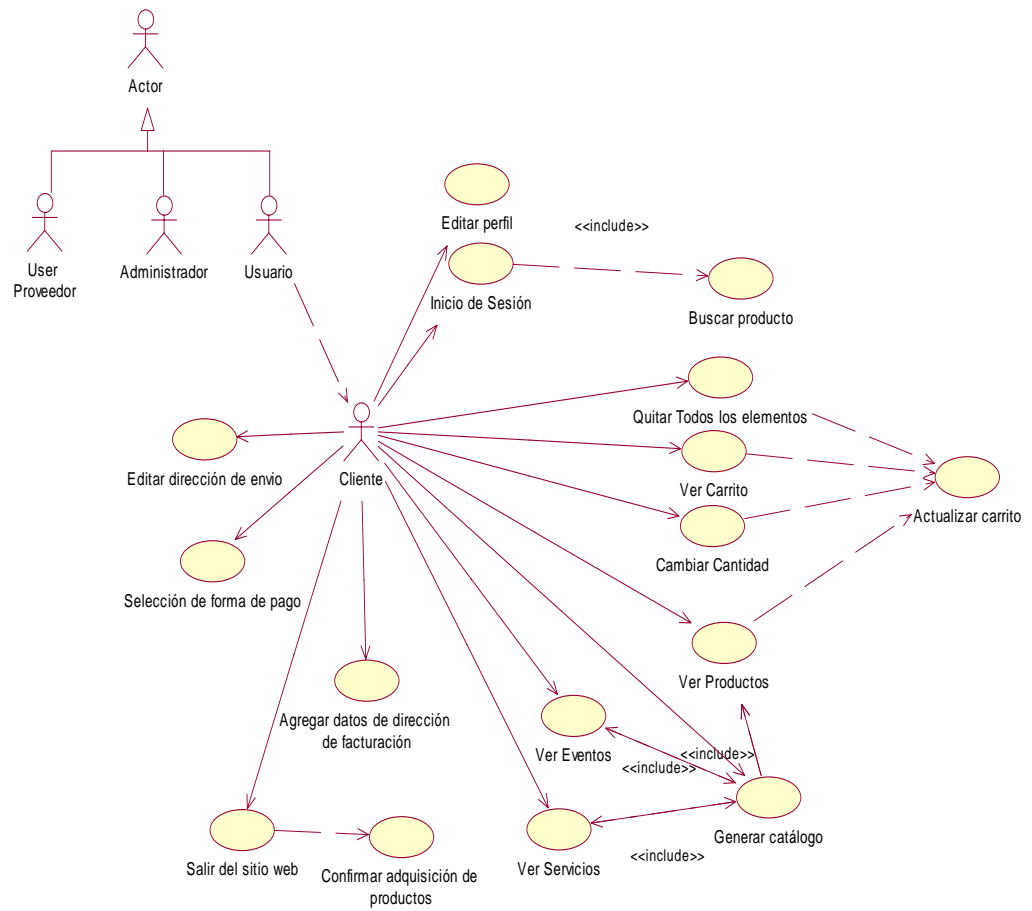 Actor
User
Proveedor
Administrador
Usuario
Editar perfil
<<include>>
Inicio de Sesión
Buscar producto
Quitar Todos los elementos
Editar dirección de envio
Cliente
Ver Carrito
Actualizar carrito
Cambiar Cantidad
Selección de forma de pago
Ver Productos
Agregar datos de dirección
de facturación
Ver Eventos
<<include>>
<<include>>
Generar catálogo
Salir del sitio web
Confirmar adquisición de
productos
Ver Servicios
<<include>>